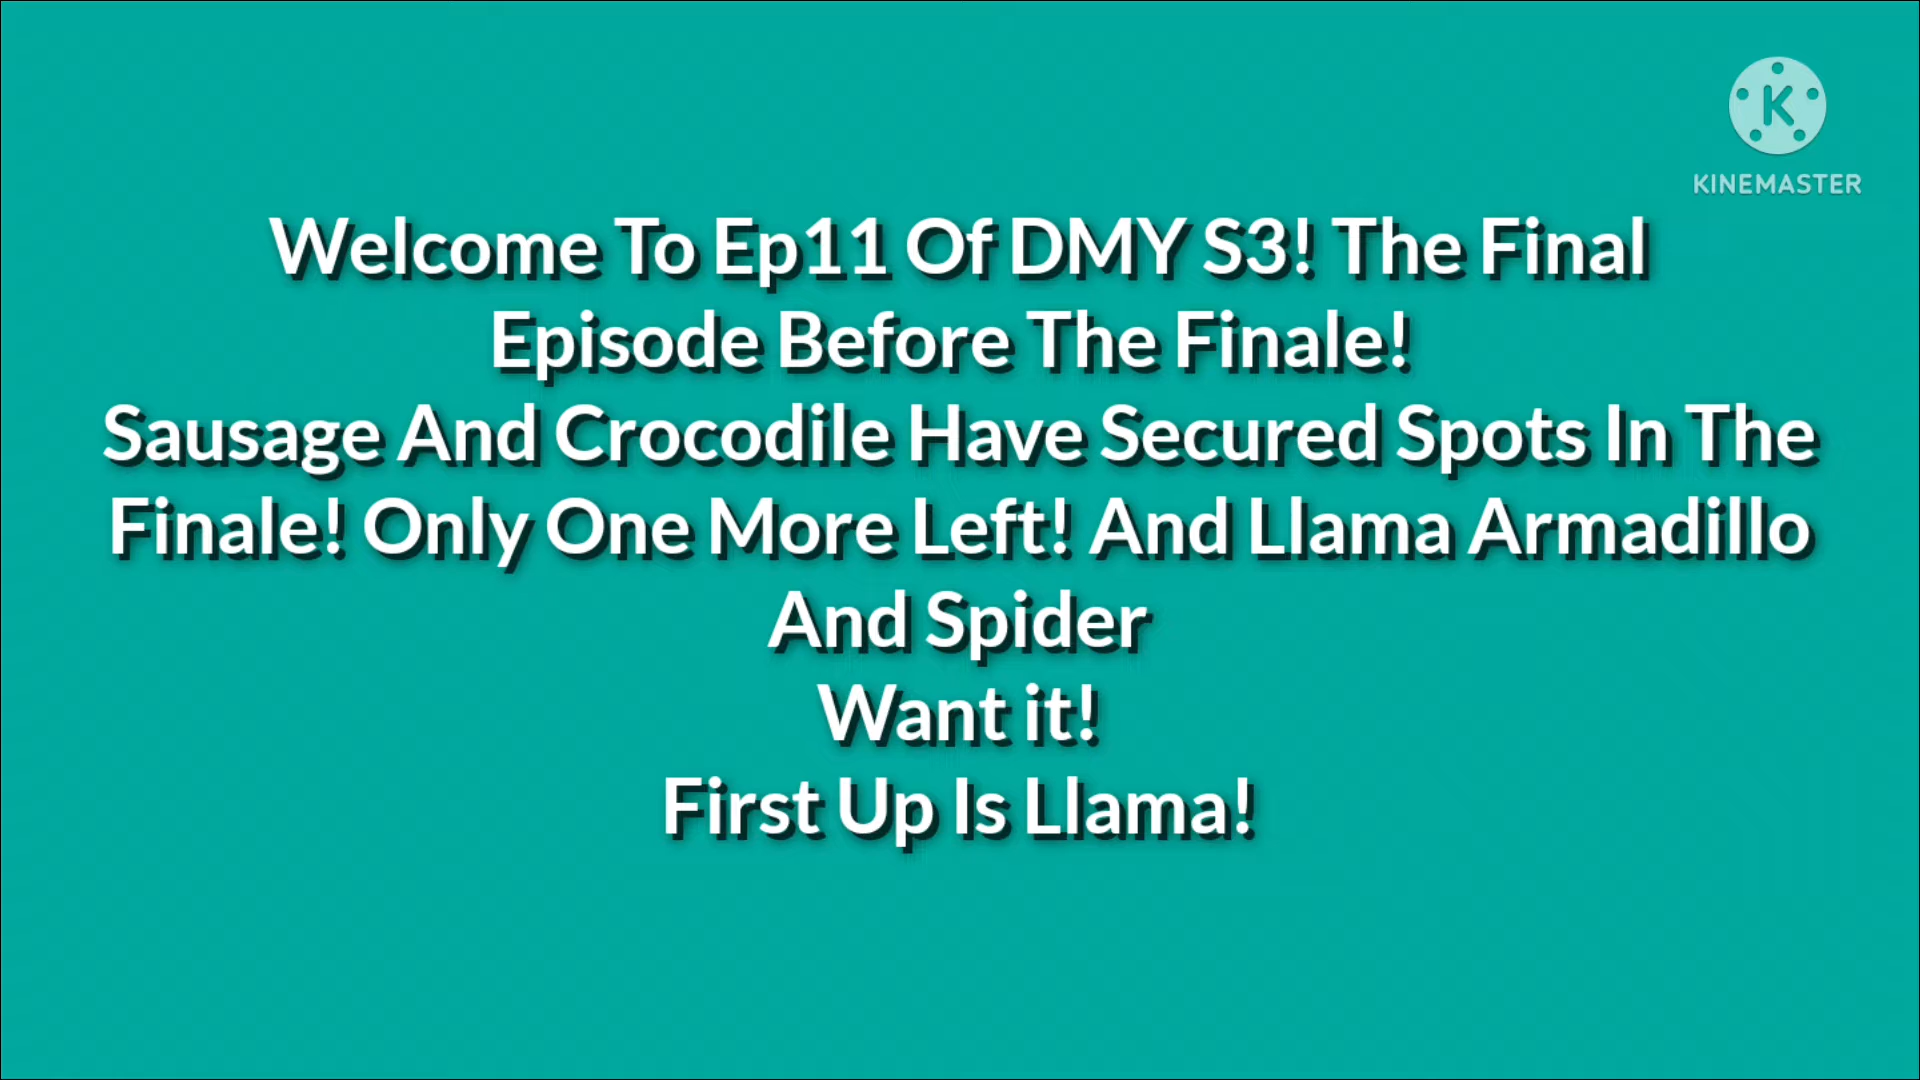 K
KINEMASTER
Welcome To Ep11 Of DMY S3! The Final
Episode Before The Finale!
Sausage And Crocodile Have Secured Spots In The
Finale! Only One More Left! And Llama Armadillo
And Spider
Want it!
First Up Is Llama!